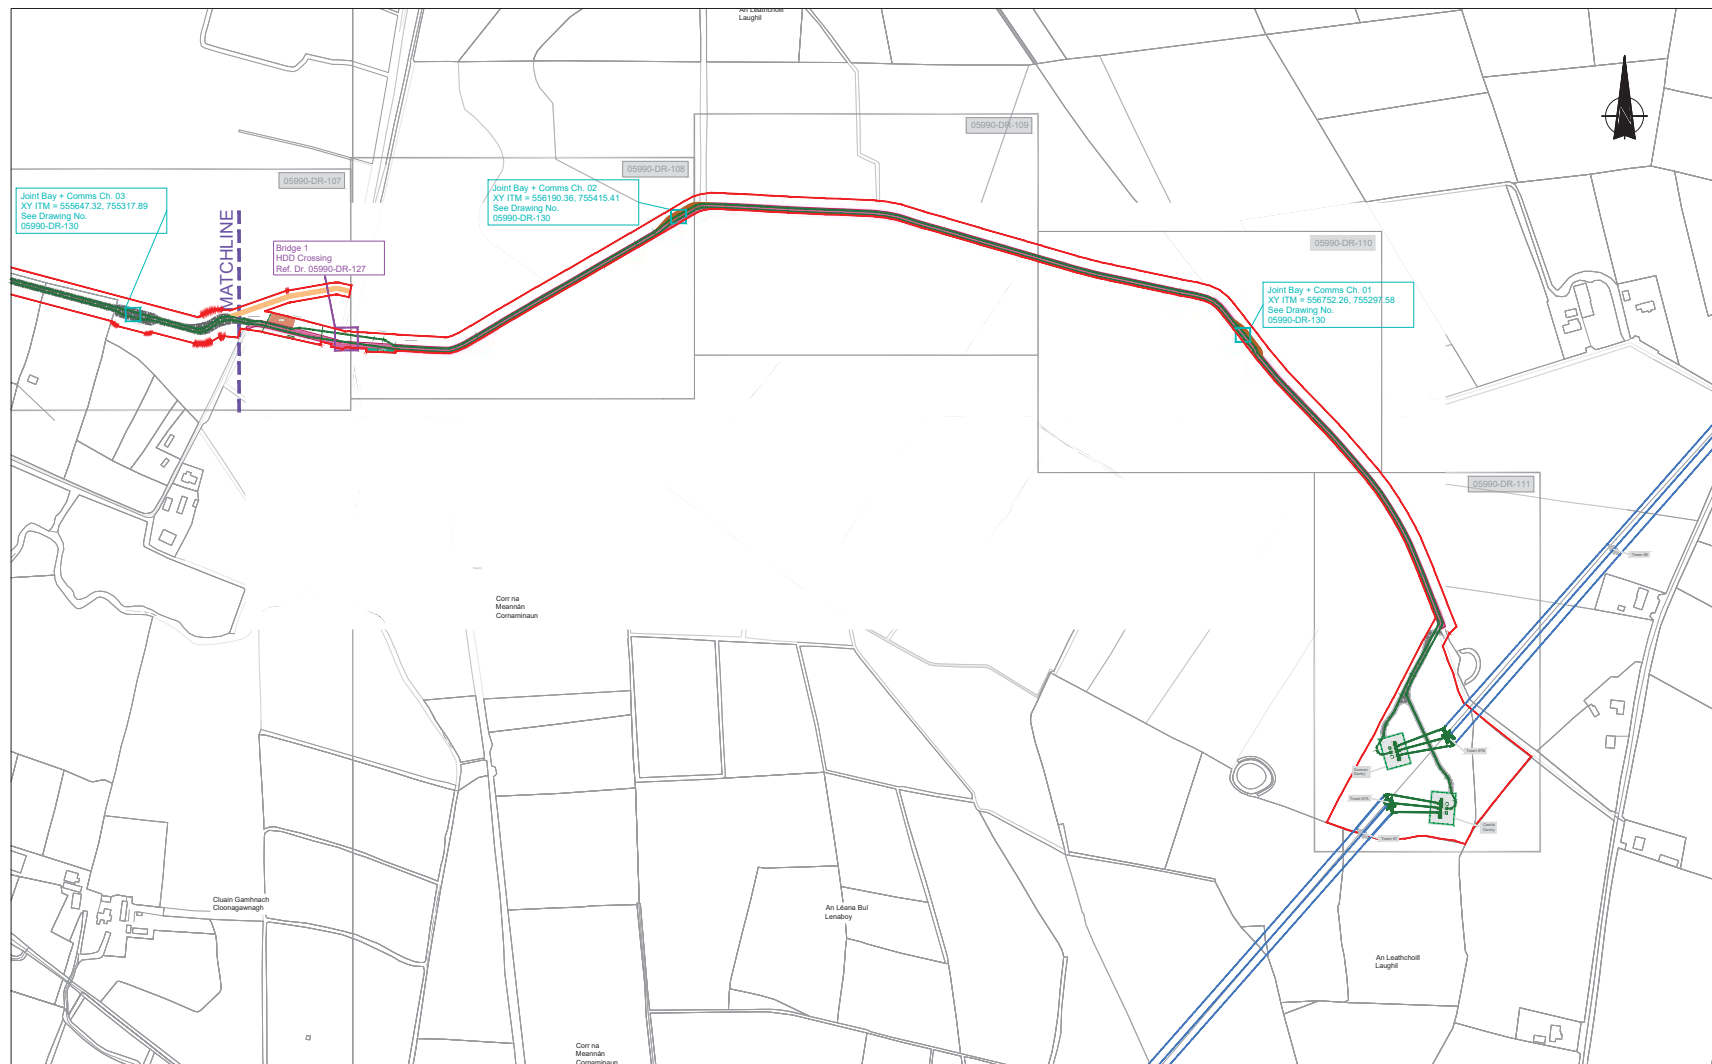 An Leathchoill
Laughil
05990-DR-109
05990-DR-108
05990-DR-107
Joint Bay + Comms Ch. 03
XY ITM = 555647.32, 755317.89
See Drawing No.
05990-DR-130
Joint Bay + Comms Ch. 02
XY ITM = 556190.36, 755415.41
See Drawing No.
05990-DR-130
MATCHLINE
Bridge 1
HDD Crossing
Ref. Dr. 05990-DR-127
05990-DR-110
Joint Bay + Comms Ch. 01
XY ITM = 556752.26, 755297.58
See Drawing No.
05990-DR-130
05990-DR-111
Corr na
Meannán
Cornaminaun
Cluain Gamhnach
Cloonagawnagh
An Léana Buí
Lenaboy
An Leathchoill
Laughil
Corr na
Meannán
Cornaminaun